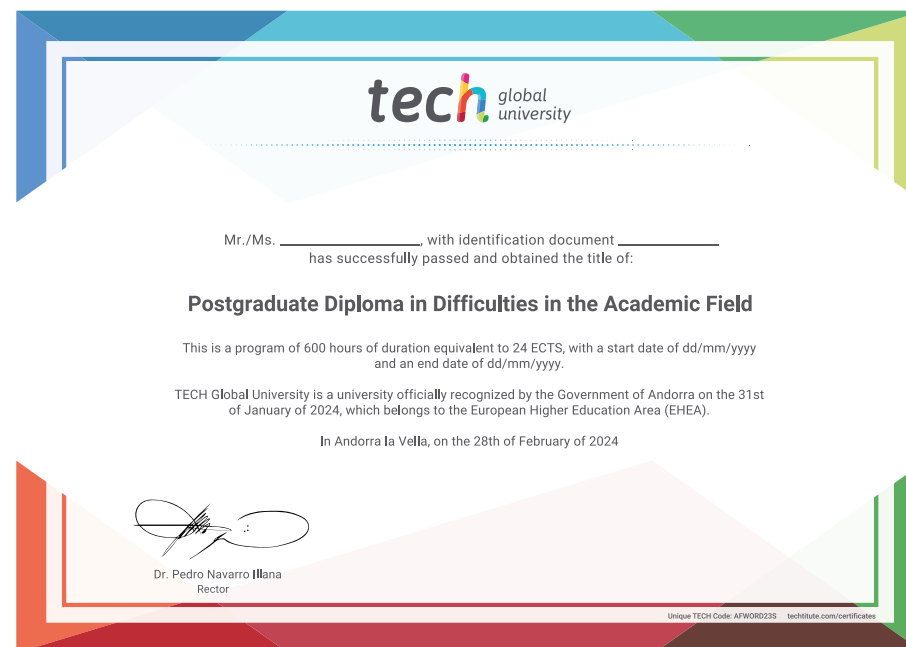 tech global
university
Mr./Ms. ____________________, with identification document ______________
has successfully passed and obtained the title of:
Postgraduate Diploma in Difficulties in the Academic Field
This is a program of 600 hours of duration equivalent to 24 ECTS, with a start date of dd/mm/yyyy
and an end date of dd/mm/yyyy.
TECH Global University is a university officially recognized by the Government of Andorra on the 31st
of January of 2024, which belongs to the European Higher Education Area (EHEA).
In Andorra la Vella, on the 28th of February of 2024
Dr. Pedro Navarro Illana
Rector
Unique TECH Code: AFWORD23S techtitute.com/certificates